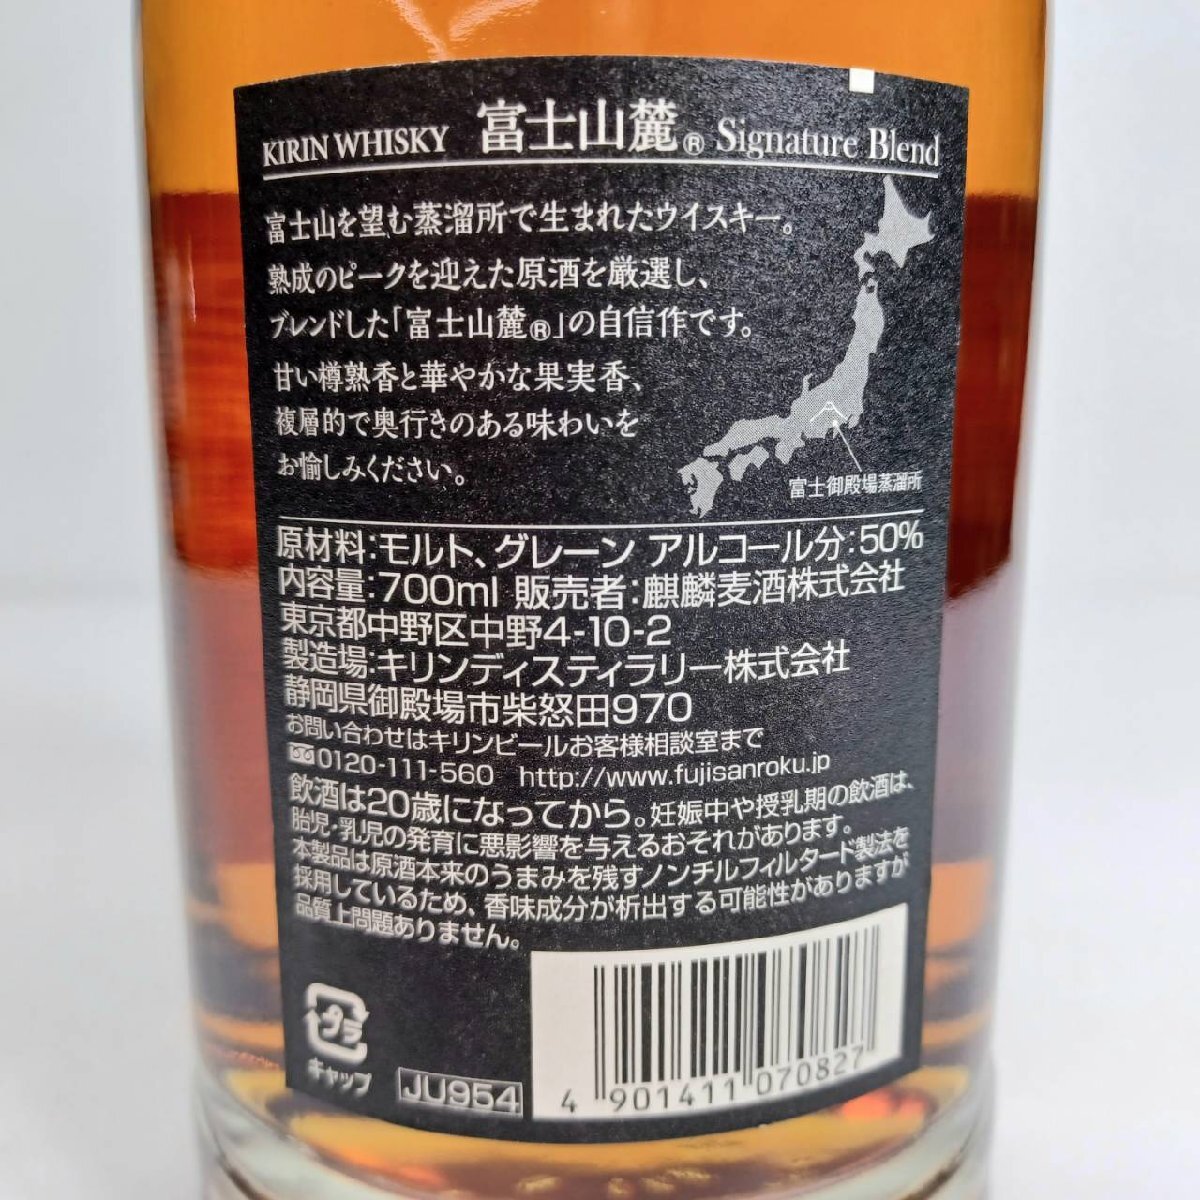 KIRIN WHISKY 富士山麓® Signature Blend
富士山を望む蒸溜所で生まれたウイスキー。
熟成のピークを迎えた原酒を厳選し、
ブレンドした「富士山麓®」の自信作です。
甘い樽熟香と華やかな果実香、
複層的で奥行きのある味わいを
お愉しみください。
富士御殿場蒸溜所
原材料:モルト、グレーン アルコール分:50%
内容量:700ml 販売者:麒麟麦酒株式会社
東京都中野区中野4-10-2
製造場:キリンディスティラリー株式会社
静岡県御殿場市柴怒田970
お問い合わせはキリンビールお客様相談室まで
0120-111-560 http://www.fujisanroku.jp
飲酒は20歳になってから。妊娠中や授乳期の飲酒は、
胎児・乳児の発育に悪影響を与えるおそれがあります。
本製品は原酒本来のうまみを残すノンチルフィルタード製法を
採用しているため、香味成分が析出する可能性がありますが
品質上問題ありません。
プラ
キャップ
JU954
4 901411 070827